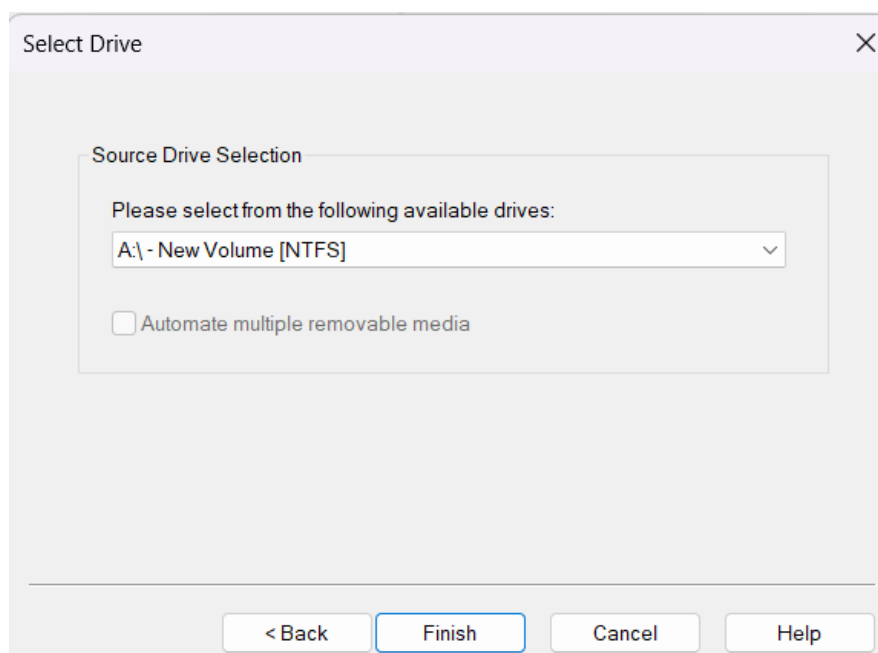 Select Drive
Source Drive Selection
Please select from the following available drives:
A:\ - New Volume [NTFS]
Automate multiple removable media
< Back Finish Cancel Help